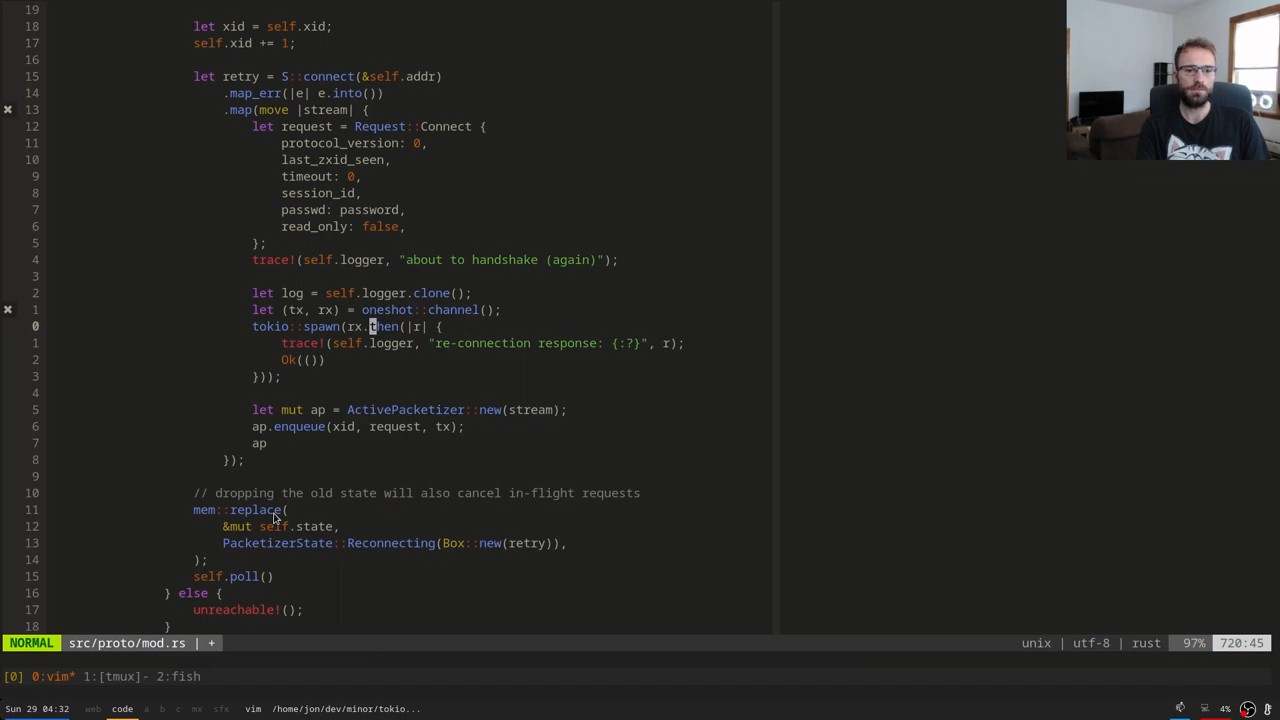 19
18 let xid = self.xid;
17 self.xid += 1;
16
15 let retry = S::connect(&self.addr)
14 .map_err(|e| e.into())
✖ 13 .map(move |stream| {
12 let request = Request::Connect {
11 protocol_version: 0,
10 last_zxid_seen,
9 timeout: 0,
8 session_id,
7 passwd: password,
6 read_only: false,
5 };
4 trace!(self.logger, "about to handshake (again)");
3
2 let log = self.logger.clone();
✖ 1 let (tx, rx) = oneshot::channel();
0 tokio::spawn(rx.then(|r| {
1 trace!(self.logger, "re-connection response: {:?}", r);
2 Ok(())
3 }));
4
5 let mut ap = ActivePacketizer::new(stream);
6 ap.enqueue(xid, request, tx);
7 ap
8 });
9
10 // dropping the old state will also cancel in-flight requests
11 mem::replace(
12 &mut self.state,
13 PacketizerState::Reconnecting(Box::new(retry)),
14 );
15 self.poll()
16 } else {
17 unreachable!();
18 }
NORMAL src/proto/mod.rs | + unix | utf-8 | rust 97% 720:45
[0] 0:vim* 1:[tmux]- 2:fish
Sun 29 04:32 web code a b c mx sfx vim /home/jon/dev/minor/tokio... 4%